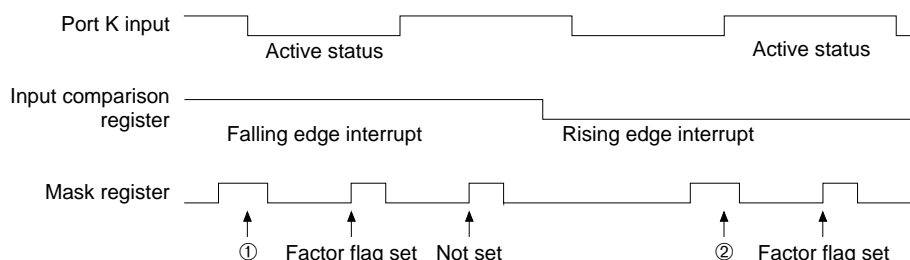 Port K input
Active status
Active status
Input comparison
register
Falling edge interrupt
Rising edge interrupt
Mask register
① Factor flag set Not set ② Factor flag set